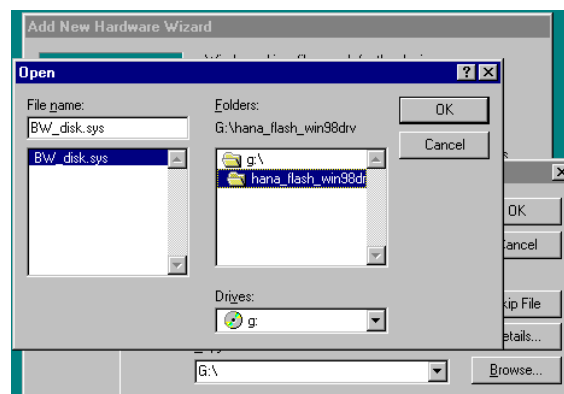 Add New Hardware Wizard
Open
File name:
BW_disk.sys
BW_disk.sys
Folders:
G:\hana_flash_win98drv
g:\
hana_flash_win98dr
Drives:
g:
OK
Cancel
OK
Cancel
kip File
etails...
G:\
Browse...